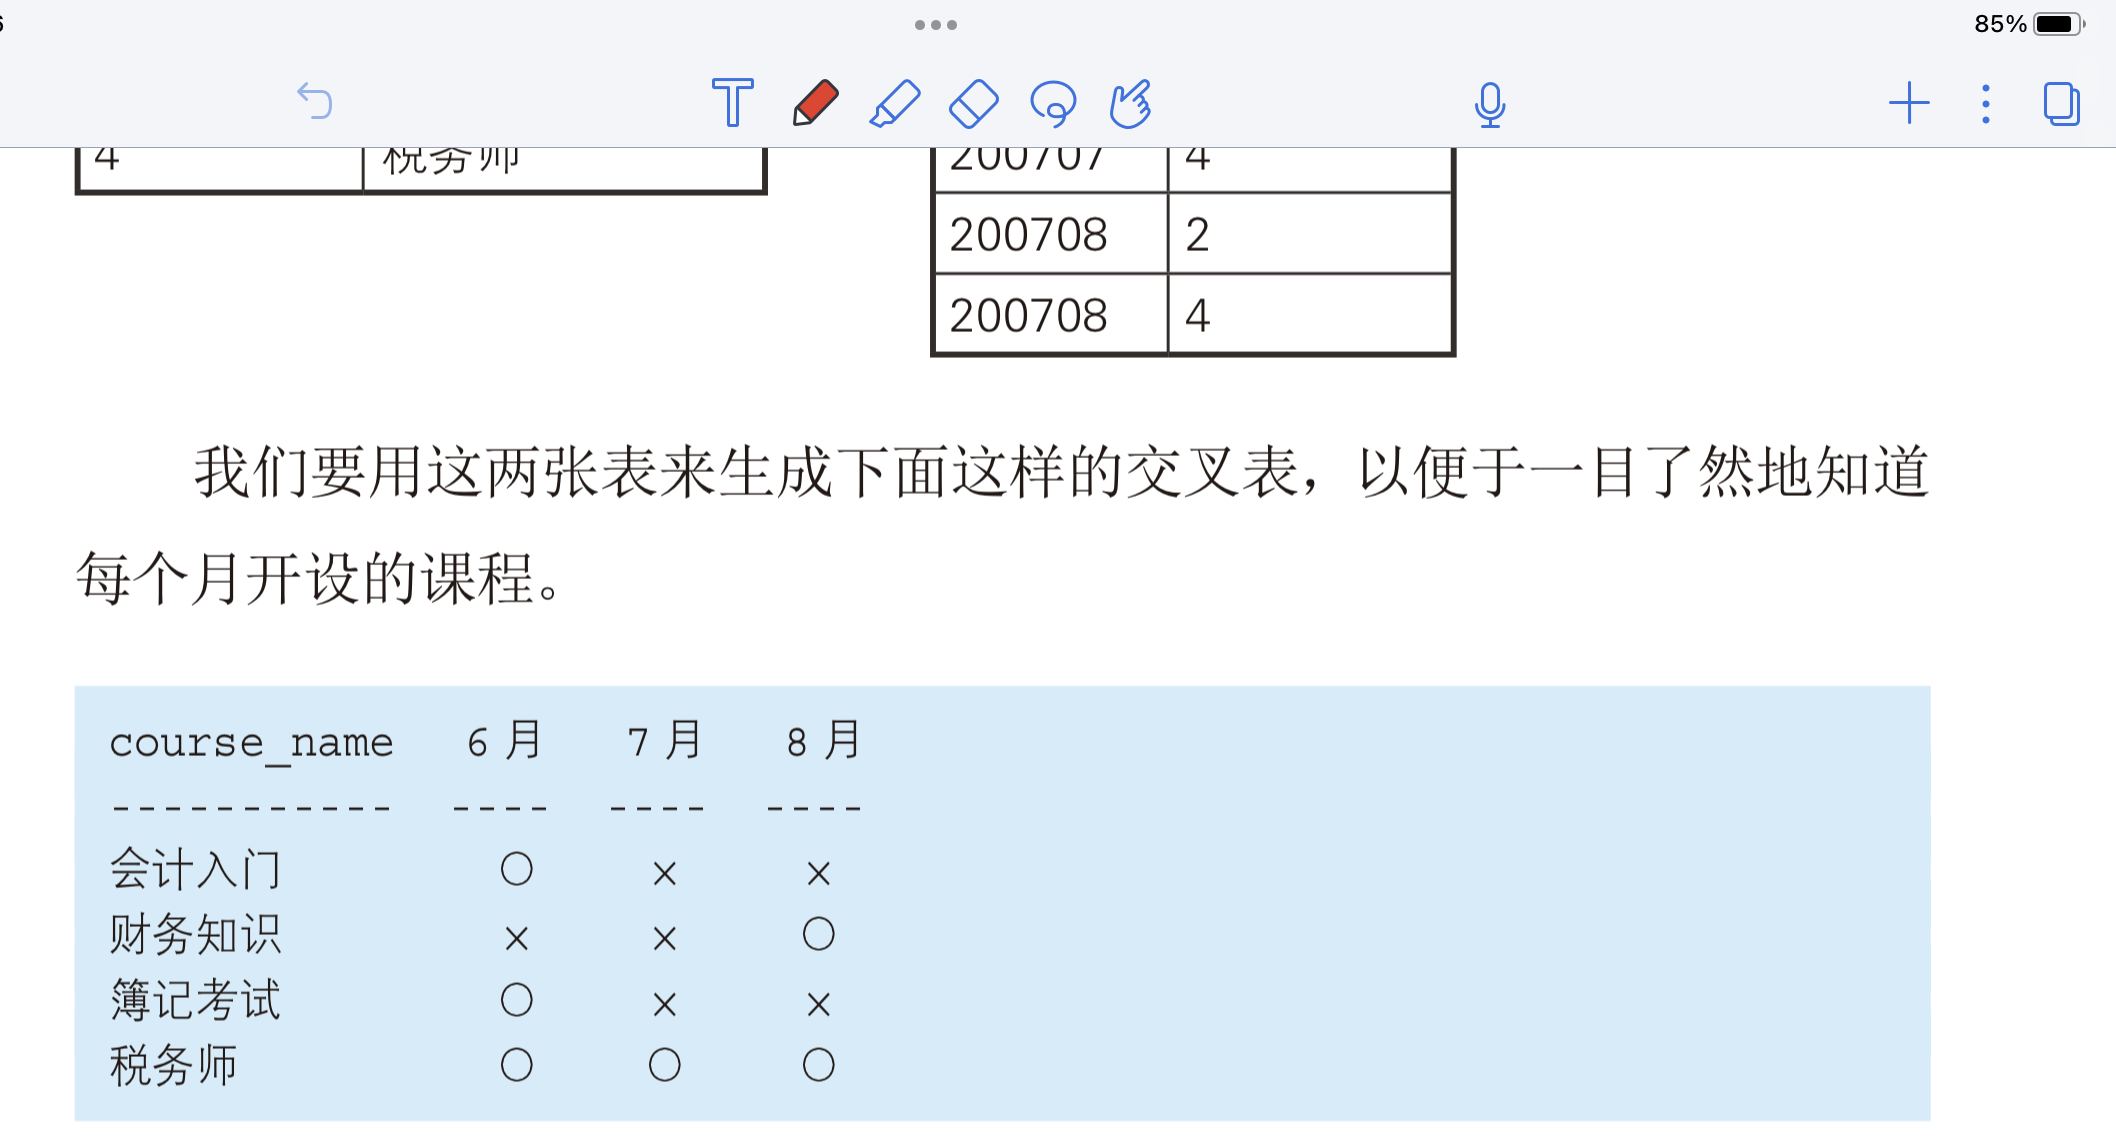 85%
4 税务师
200707 4
200708 2
200708 4
我们要用这两张表来生成下面这样的交叉表，以便于一目了然地知道
每个月开设的课程。
course_name 6 月 7 月 8 月
----------- ---- ---- ----
会计入门 ○ × ×
财务知识 × × ○
簿记考试 ○ × ×
税务师 ○ ○ ○